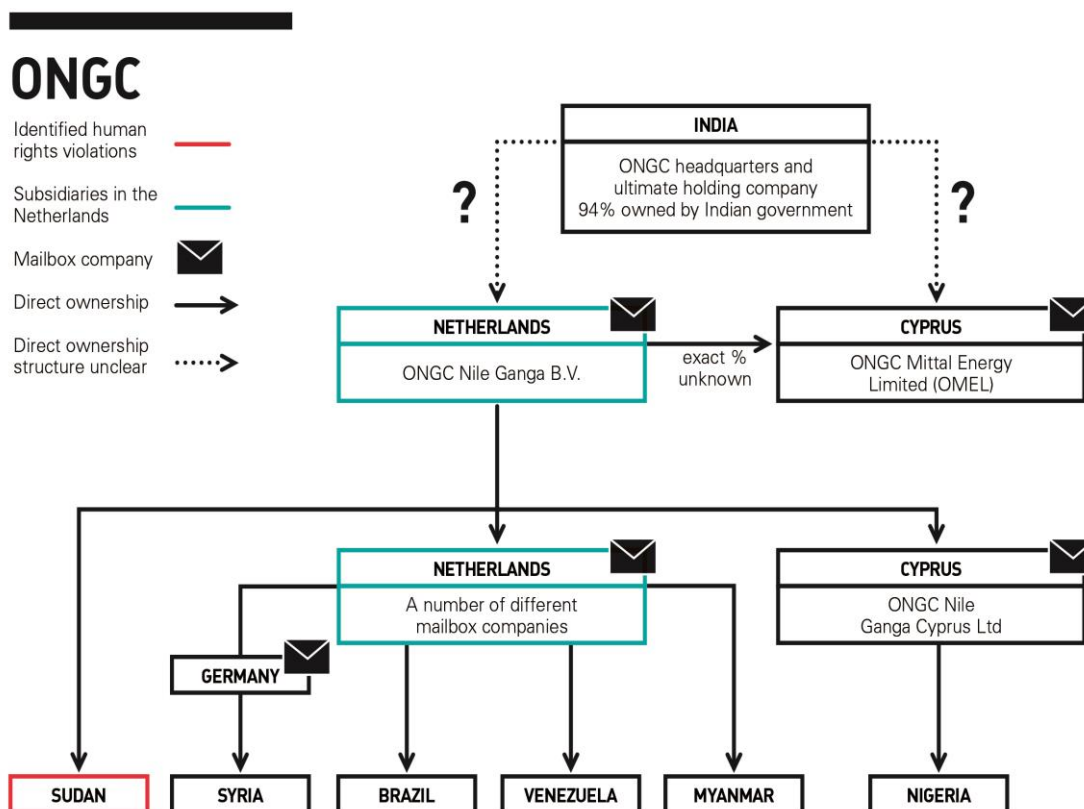 ONGC
Identified human
rights violations
Subsidiaries in the
Netherlands
Mailbox company
Direct ownership
Direct ownership
structure unclear
INDIA
ONGC headquarters and
ultimate holding company
94% owned by Indian government
?
?
NETHERLANDS
ONGC Nile Ganga B.V.
exact %
unknown
CYPRUS
ONGC Mittal Energy
Limited (OMEL)
NETHERLANDS
A number of different
mailbox companies
CYPRUS
ONGC Nile
Ganga Cyprus Ltd
GERMANY
SUDAN
SYRIA
BRAZIL
VENEZUELA
MYANMAR
NIGERIA